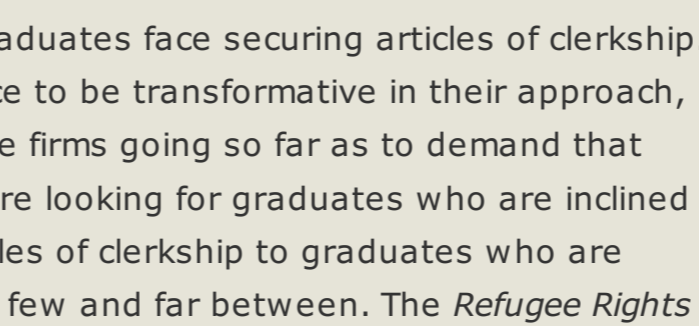 aduates face securing articles of clerkship
ce to be transformative in their approach,
e firms going so far as to demand that
re looking for graduates who are inclined
les of clerkship to graduates who are
few and far between. The Refugee Rights